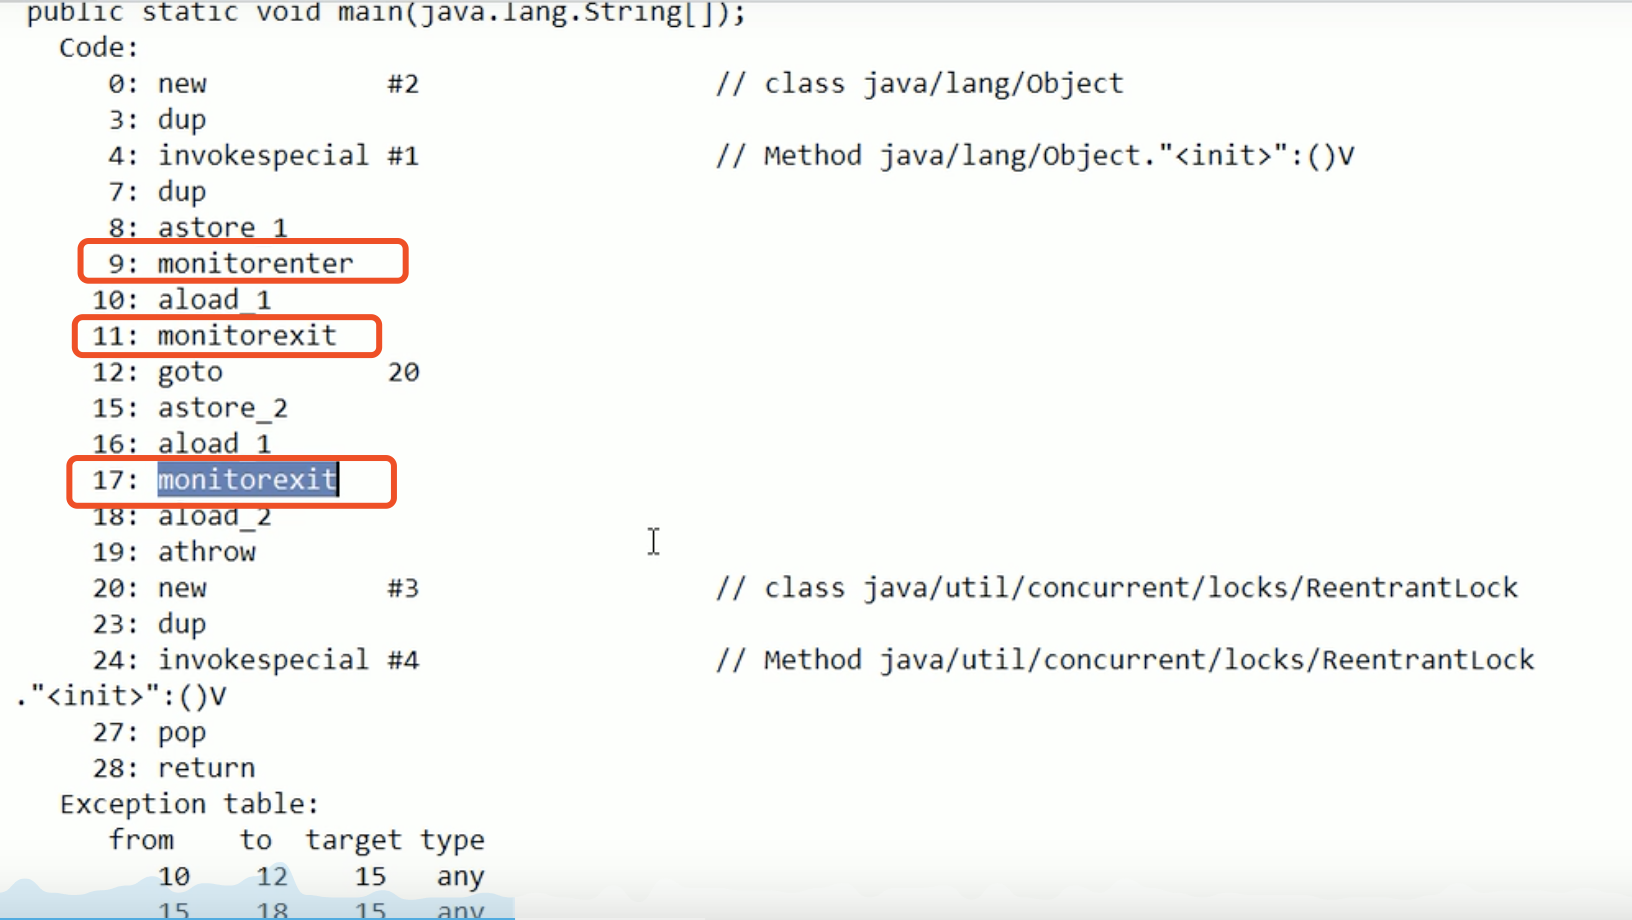 public static void main(java.lang.String[]);
Code:
0: new #2 // class java/lang/Object
3: dup
4: invokespecial #1 // Method java/lang/Object."<init>":()V
7: dup
8: astore_1
9: monitorenter
10: aload_1
11: monitorexit
12: goto 20
15: astore_2
16: aload_1
17: monitorexit
18: aload_2
19: athrow
20: new #3 // class java/util/concurrent/locks/ReentrantLock
23: dup
24: invokespecial #4 // Method java/util/concurrent/locks/ReentrantLock
."<init>":()V
27: pop
28: return
Exception table:
from to target type
10 12 15 any
15 18 15 any